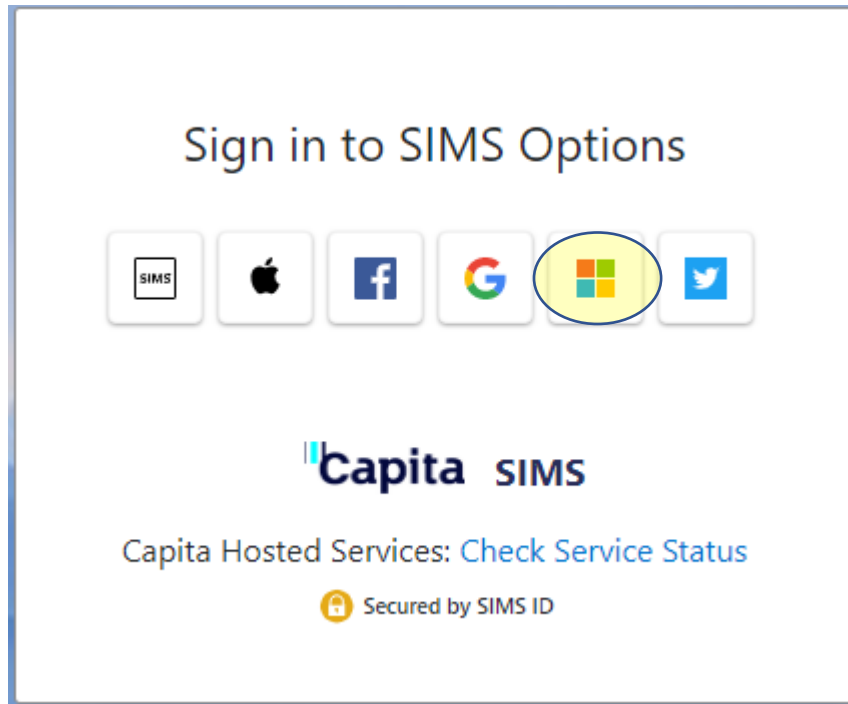 Sign in to SIMS Options
SIMS
Capita SIMS
Capita Hosted Services: Check Service Status
Secured by SIMS ID